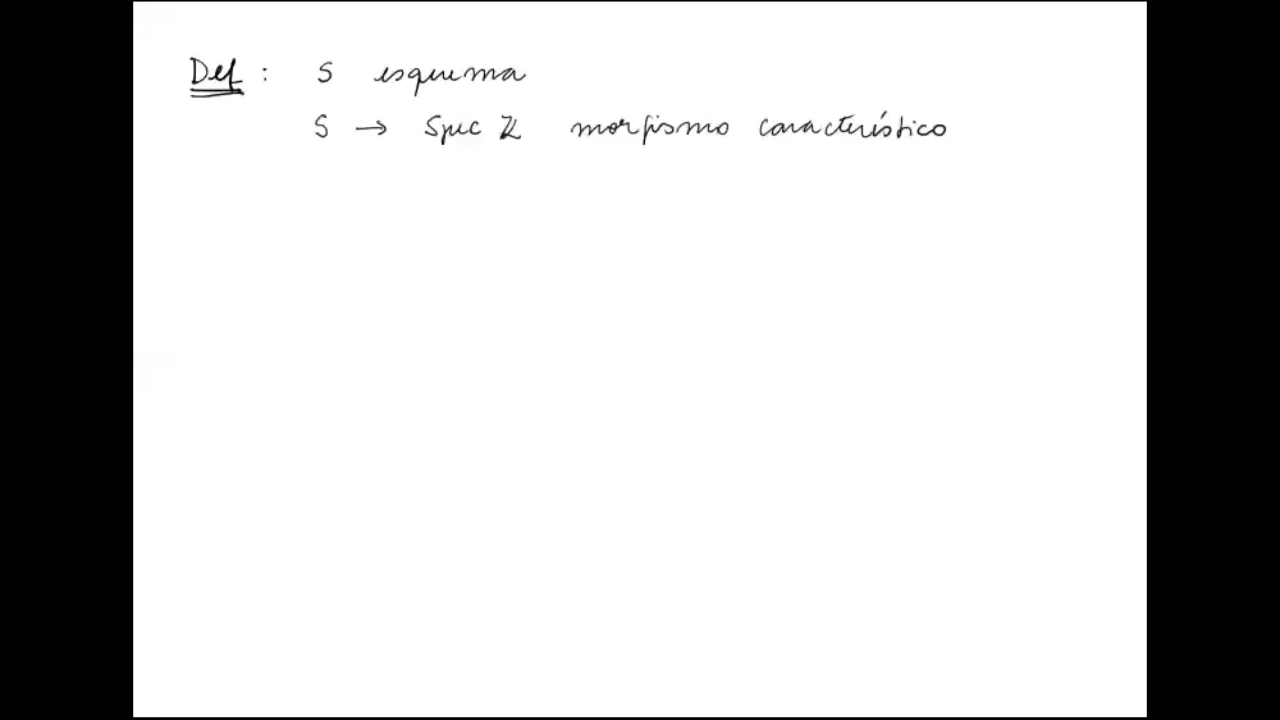 Def : S esquema
S → Spec ℤ morfismo característico